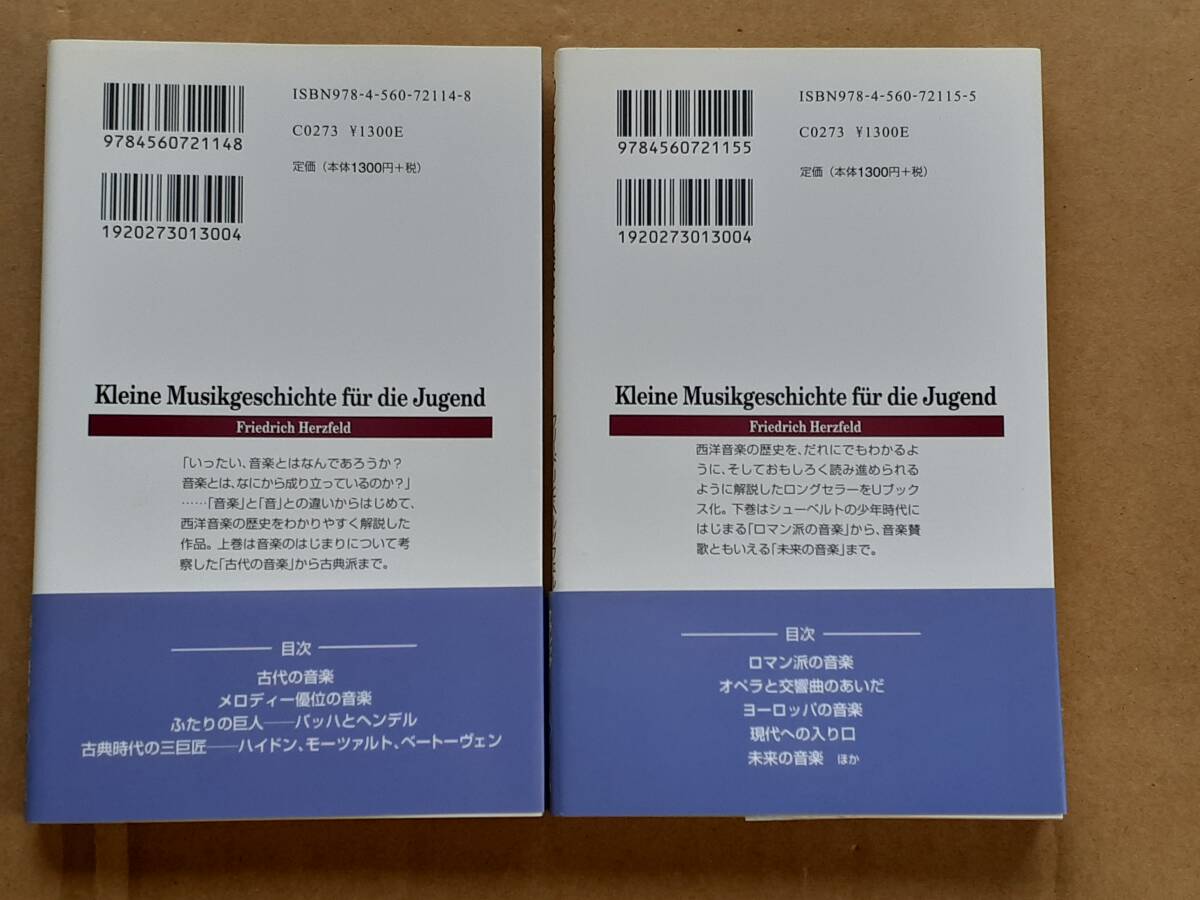 ISBN978-4-560-72114-8
9784560721148
C0273 ¥1300E
定価（本体1300円+税）
1920273013004
Kleine Musikgeschichte für die Jugend
Friedrich Herzfeld
「いったい、音楽とはなんであろうか？
音楽とは、なにから成り立っているのか？」
……「音楽」と「音」との違いからはじめて、
西洋音楽の歴史をわかりやすく解説した
作品。上巻は音楽のはじまりについて考
察した「古代の音楽」から古典派まで。
目次
古代の音楽
メロディー優位の音楽
ふたりの巨人――バッハとヘンデル
古典時代の三巨匠――ハイドン、モーツァルト、ベートーヴェン
ISBN978-4-560-72115-5
9784560721155
C0273 ¥1300E
定価（本体1300円+税）
1920273013004
Kleine Musikgeschichte für die Jugend
Friedrich Herzfeld
西洋音楽の歴史を、だれにでもわかるよ
うに、そしておもしろく読み進められる
ように解説したロングセラーをUブック
ス化。下巻はシューベルトの少年時代に
はじまる「ロマン派の音楽」から、音楽賛
歌ともいえる「未来の音楽」まで。
目次
ロマン派の音楽
オペラと交響曲のあいだ
ヨーロッパの音楽
現代への入り口
未来の音楽 ほか